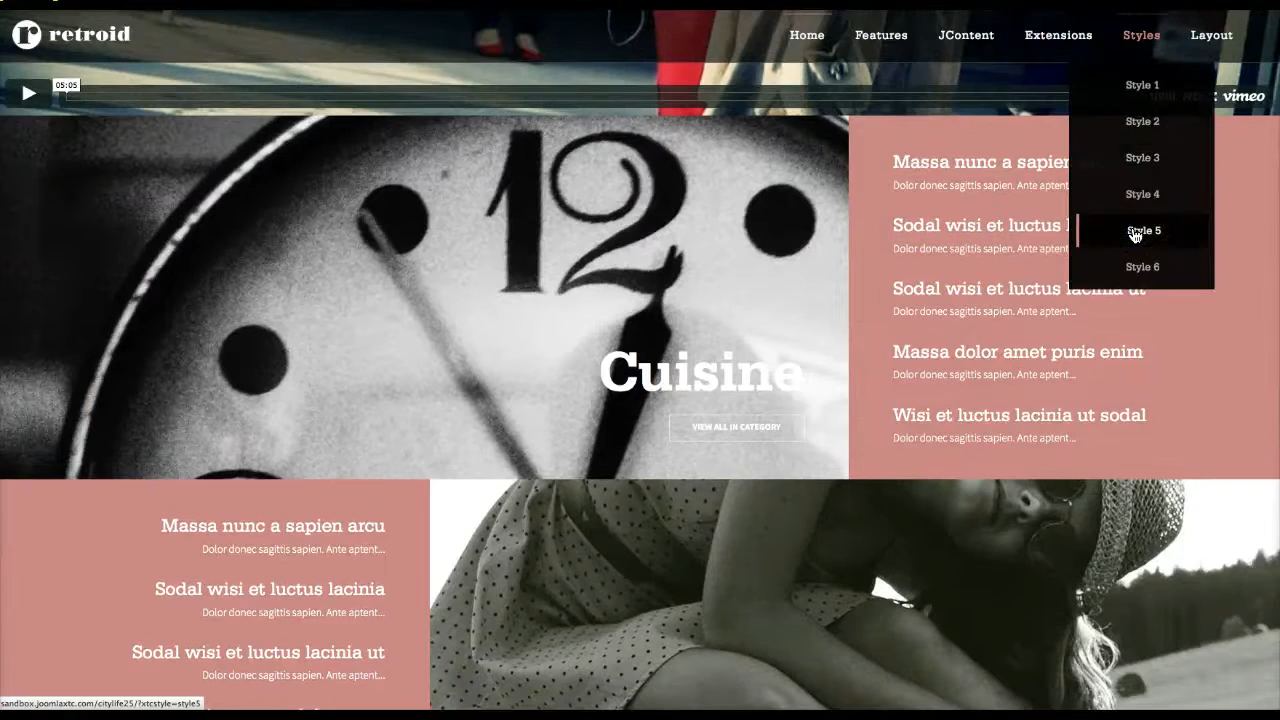 retroid
Home
Features
JContent
Extensions
Styles
Layout
05:05
vimeo
Style 1
Style 2
Style 3
Style 4
Style 5
Style 6
12
Cuisine
VIEW ALL IN CATEGORY
Massa nunc a sapien
Dolor donec sagittis sapien. Ante aptent
Sodal wisi et luctus
Dolor donec sagittis sapien. Ante aptent
Sodal wisi et luctus lacinia ut
Dolor donec sagittis sapien. Ante aptent...
Massa dolor amet puris enim
Dolor donec sagittis sapien. Ante aptent...
Wisi et luctus lacinia ut sodal
Dolor donec sagittis sapien. Ante aptent...
Massa nunc a sapien arcu
Dolor donec sagittis sapien. Ante aptent...
Sodal wisi et luctus lacinia
Dolor donec sagittis sapien. Ante aptent...
Sodal wisi et luctus lacinia ut
Dolor donec sagittis sapien. Ante aptent...
sandbox.joomlaxtc.com/citylife25/?xtcstyle=style5